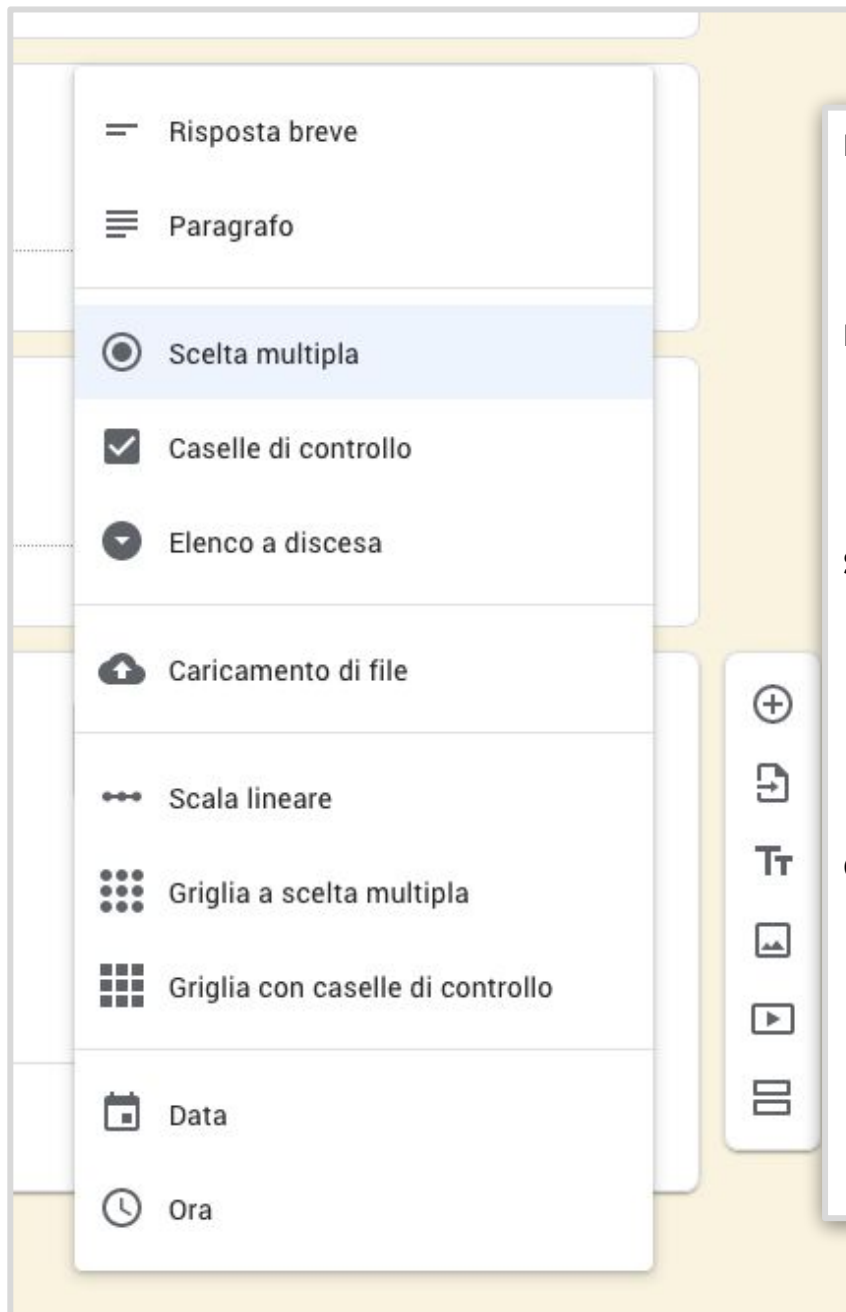 Risposta breve
Paragrafo
Scelta multipla
Caselle di controllo
Elenco a discesa
Caricamento di file
Scala lineare
Griglia a scelta multipla
Griglia con caselle di controllo
Data
Ora